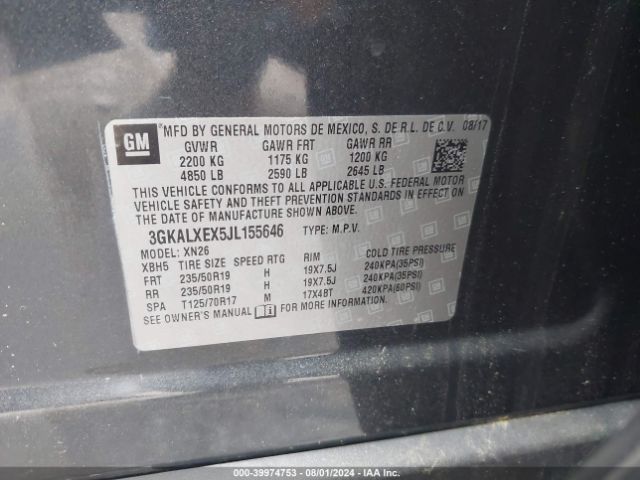 GM
MFD BY GENERAL MOTORS DE MEXICO, S. DE R.L. DE C.V. 08/17
GVWR GAWR FRT GAWR RR
2200 KG 1175 KG 1200 KG
4850 LB 2590 LB 2645 LB
THIS VEHICLE CONFORMS TO ALL APPLICABLE U.S. FEDERAL MOTOR
VEHICLE SAFETY AND THEFT PREVENTION STANDARDS IN EFFECT ON
THE DATE OF MANUFACTURE SHOWN ABOVE.
3GKALXEX5JL155646 TYPE: M.P.V.
MODEL: XN26
XBH5 TIRE SIZE SPEED RTG RIM COLD TIRE PRESSURE
FRT 235/50R19 H 19X7.5J 240KPA(35PSI)
RR 235/50R19 H 19X7.5J 240KPA(35PSI)
SPA T125/70R17 M 17X4BT 420KPA(60PSI)
SEE OWNER'S MANUAL FOR MORE INFORMATION.
000-39974753 - 08/01/2024 - IAA Inc.